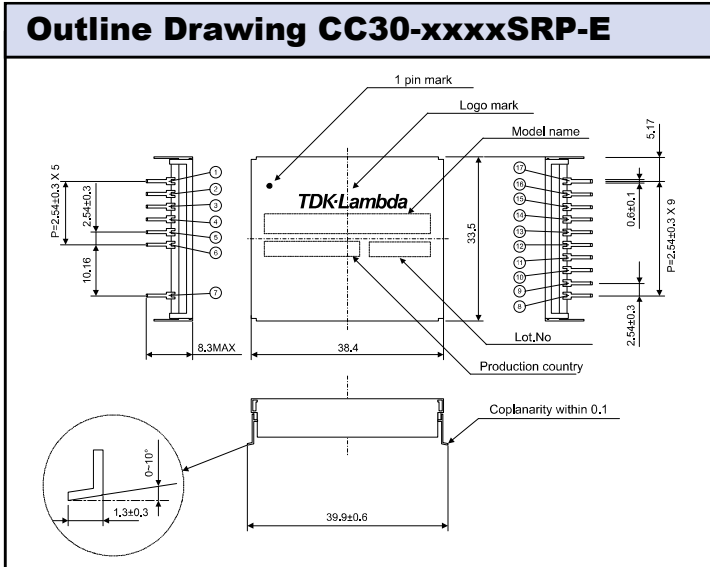 Outline Drawing CC30-xxxxSRP-E
1 pin mark
Logo mark
Model name
TDK·Lambda
Lot.No
Production country
Coplanarity within 0.1
P=2.54±0.3 X 5
2.54±0.3
10.16
8.3MAX
1
2
3
4
5
6
7
38.4
33.5
17
16
15
14
13
12
11
10
9
8
5.17
0.6±0.1
P=2.54±0.3 X 9
2.54±0.3
0~10°
1.3±0.3
39.9±0.6